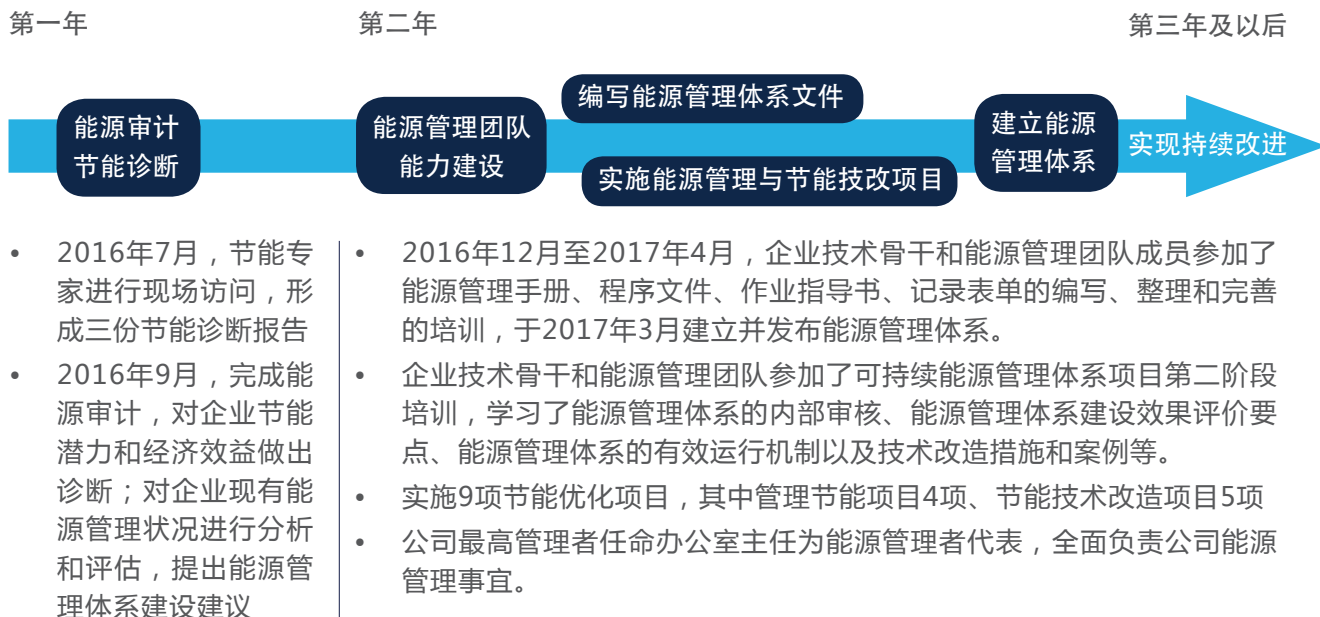 第一年
第二年
第三年及以后
能源审计
节能诊断
能源管理团队
能力建设
编写能源管理体系文件
实施能源管理与节能技改项目
建立能源
管理体系
实现持续改进
• 2016年7月，节能专
家进行现场访问，形
成三份节能诊断报告
• 2016年9月，完成能
源审计，对企业节能
潜力和经济效益做出
诊断；对企业现有能
源管理状况进行分析
和评估，提出能源管
理体系建设建议
• 2016年12月至2017年4月，企业技术骨干和能源管理团队成员参加了
能源管理手册、程序文件、作业指导书、记录表单的编写、整理和完善
的培训，于2017年3月建立并发布能源管理体系。
• 企业技术骨干和能源管理团队参加了可持续能源管理体系项目第二阶段
培训，学习了能源管理体系的内部审核、能源管理体系建设效果评价要
点、能源管理体系的有效运行机制以及技术改造措施和案例等。
• 实施9项节能优化项目，其中管理节能项目4项、节能技术改造项目5项
• 公司最高管理者任命办公室主任为能源管理者代表，全面负责公司能源
管理事宜。